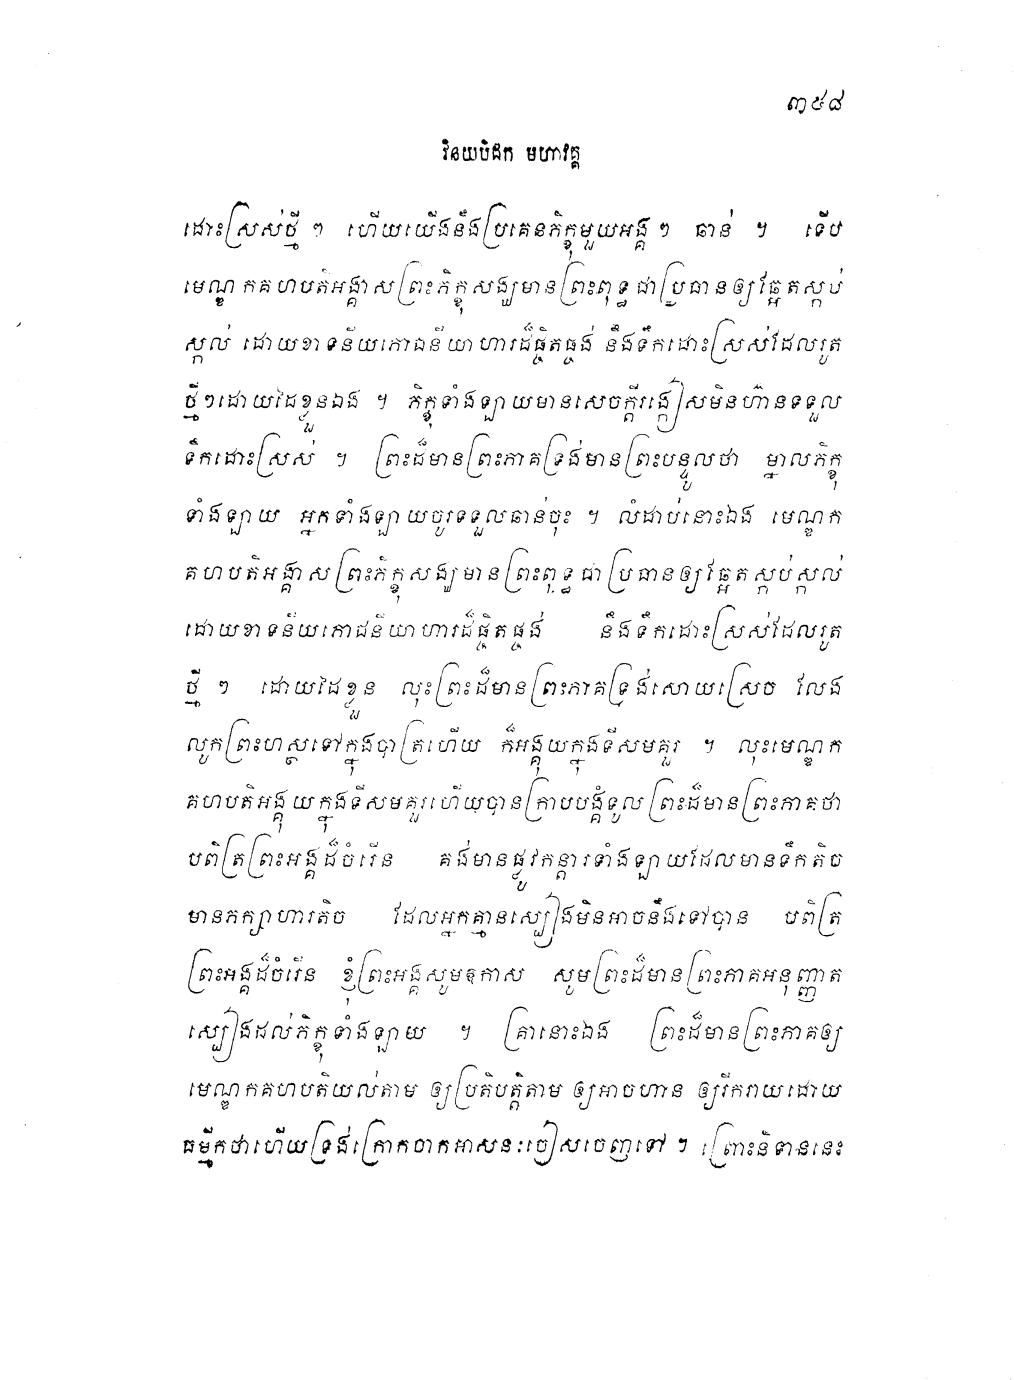 ៣៥៨
វិនយបិដក មហាវគ្គ
ដោះស្រស់ថ្មី ៗ ហើយយើងនឹងប្រគេនភិក្ខុមួយអង្គ ៗ ឆាន់ ។ ទើប
មេណ្ឌកគហបតីអង្គាសព្រះភិក្ខុសង្ឃមានព្រះពុទ្ធជាប្រធានឲ្យឆ្អែតស្កប់
ស្កល់ ដោយខាទនីយភោជនីយាហារដ៏ផ្ចិតផ្ចង់ នឹងទឹកដោះស្រស់ដែលរូត
ថ្មីៗដោយដៃខ្លួនឯង ។ ភិក្ខុទាំងឡាយមានសេចក្តីរង្កៀសមិនហ៊ានទទួល
ទឹកដោះស្រស់ ។ ព្រះដ៏មានព្រះភាគទ្រង់មានព្រះបន្ទូលថា ម្នាលភិក្ខុ
ទាំងឡាយ អ្នកទាំងឡាយចូរទទួលឆាន់ចុះ ។ លំដាប់នោះឯង មេណ្ឌក
គហបតិអង្គាសព្រះភិក្ខុសង្ឃមានព្រះពុទ្ធជាប្រធានឲ្យឆ្អែតស្កប់ស្កល់
ដោយខាទនីយភោជនីយាហារដ៏ផ្ចិតផ្ចង់ នឹងទឹកដោះស្រស់ដែលរូត
ថ្មី ៗ ដោយដៃខ្លួន លុះព្រះដ៏មានព្រះភាគទ្រង់សោយស្រេច លែង
លូកព្រះហស្តទៅក្នុងបាត្រហើយ ក៏អង្គុយក្នុងទីសមគួរ ។ លុះមេណ្ឌក
គហបតិអង្គុយក្នុងទីសមគួរហើយបានក្រាបបង្គំទូល ព្រះដ៏មានព្រះភាគថា
បពិត្រព្រះអង្គដ៏ចំរើន គង់មានផ្លូវកន្តារទាំងឡាយដែលមានទឹកតិច
មានភក្សាហារតិច ដែលអ្នកគ្មានស្បៀងមិនអាចនឹងទៅបាន បពិត្រ
ព្រះអង្គដ៏ចំរើន ខ្ញុំព្រះអង្គសូមឱកាស សូមព្រះដ៏មានព្រះភាគអនុញ្ញាត
ស្បៀងដល់ភិក្ខុទាំងឡាយ ។ គ្រានោះឯង ព្រះដ៏មានព្រះភាគឲ្យ
មេណ្ឌកគហបតិយល់តាម ឲ្យប្រតិបត្តិតាម ឲ្យអាចហាន ឲ្យរីករាយដោយ
ធម្មីកថាហើយទ្រង់ក្រោកចាកអាសនៈចៀសចេញទៅ ។ ព្រោះនិទាននេះ